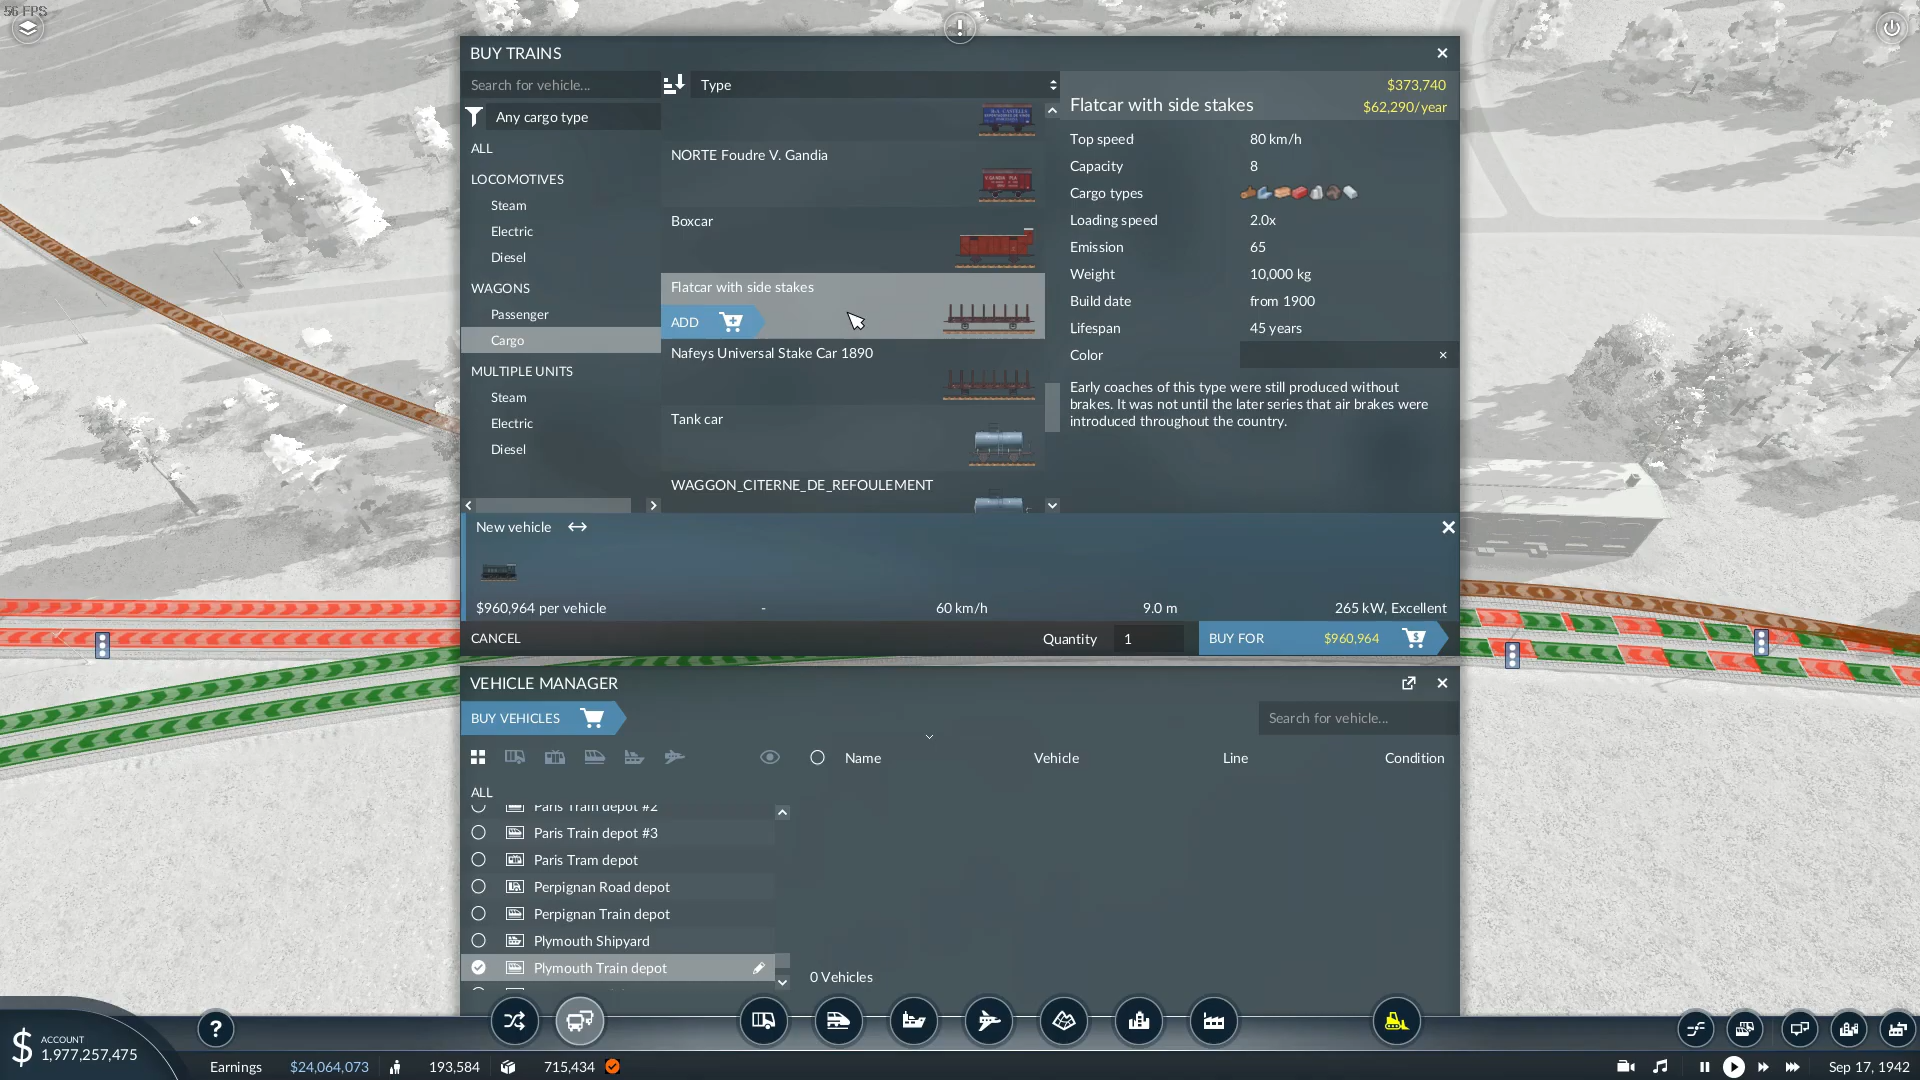 56 FPS
BUY TRAINS
Search for vehicle...
Type
Any cargo type
ALL
LOCOMOTIVES
Steam
Electric
Diesel
WAGONS
Passenger
Cargo
MULTIPLE UNITS
Steam
Electric
Diesel
NORTE Foudre V. Gandia
Boxcar
Flatcar with side stakes
ADD
Nafeys Universal Stake Car 1890
Tank car
WAGGON_CITERNE_DE_REFOULEMENT
$373,740
Flatcar with side stakes
$62,290/year
Top speed 80 km/h
Capacity 8
Cargo types
Loading speed 2.0x
Emission 65
Weight 10,000 kg
Build date from 1900
Lifespan 45 years
Color
Early coaches of this type were still produced without
brakes. It was not until the later series that air brakes were
introduced throughout the country.
New vehicle
$960,964 per vehicle - 60 km/h 9.0 m 265 kW, Excellent
CANCEL Quantity 1 BUY FOR $960,964
VEHICLE MANAGER
BUY VEHICLES Search for vehicle...
Name Vehicle Line Condition
ALL
Paris Train depot #2
Paris Train depot #3
Paris Tram depot
Perpignan Road depot
Perpignan Train depot
Plymouth Shipyard
Plymouth Train depot
0 Vehicles
?
$ ACCOUNT
1,977,257,475
Earnings $24,064,073 193,584 715,434 Sep 17, 1942